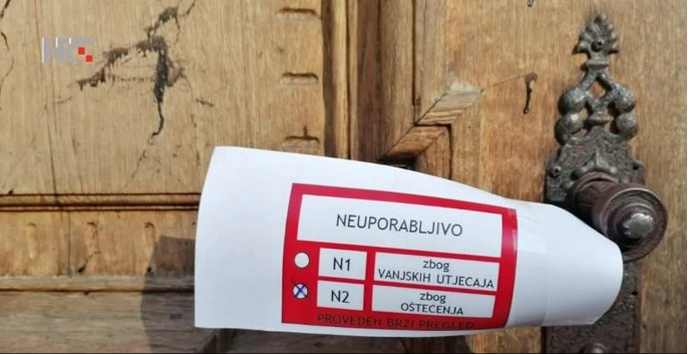 HRT
NEUPORABLJIVO
N1
zbog
VANJSKIH UTJECAJA
N2
zbog
OŠTEĆENJA
PROVEDEN BRZI PREGLED